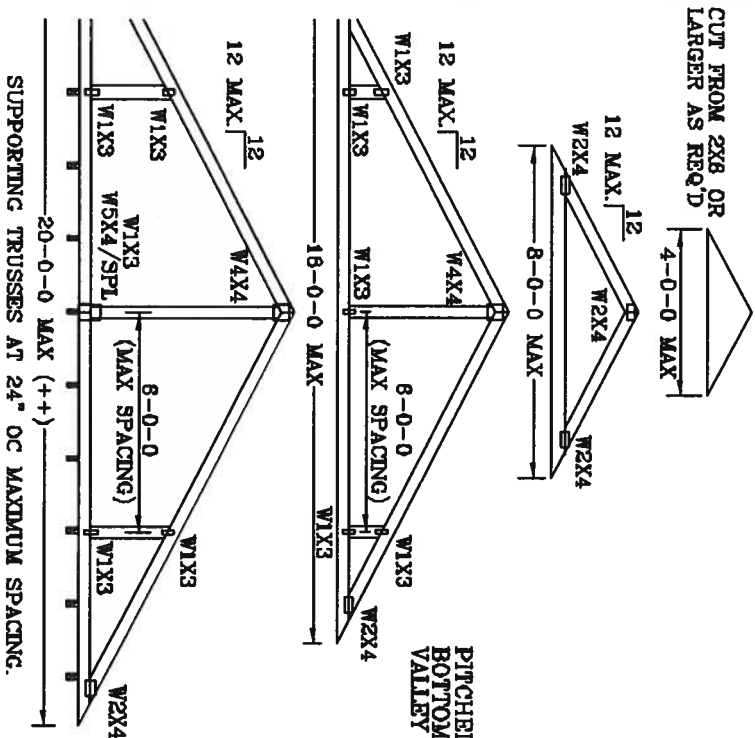 CUT FROM 2X6 OR
LARGER AS REQ'D
4-0-0 MAX
12
12 MAX.
W2X4
W2X4
W2X4
8-0-0 MAX
12
12 MAX.
W1X3
W1X3
W4X4
W1X3
8-0-0
(MAX SPACING)
W1X3
W1X3
W2X4
16-0-0 MAX
PITCHED
BOTTOM
VALLEY
12
12 MAX.
W1X3
W1X3
W4X4
W1X3
W5X4/SPL
8-0-0
(MAX SPACING)
W1X3
W1X3
W2X4
20-0-0 MAX (++)
SUPPORTING TRUSSES AT 24" OC MAXIMUM SPACING.